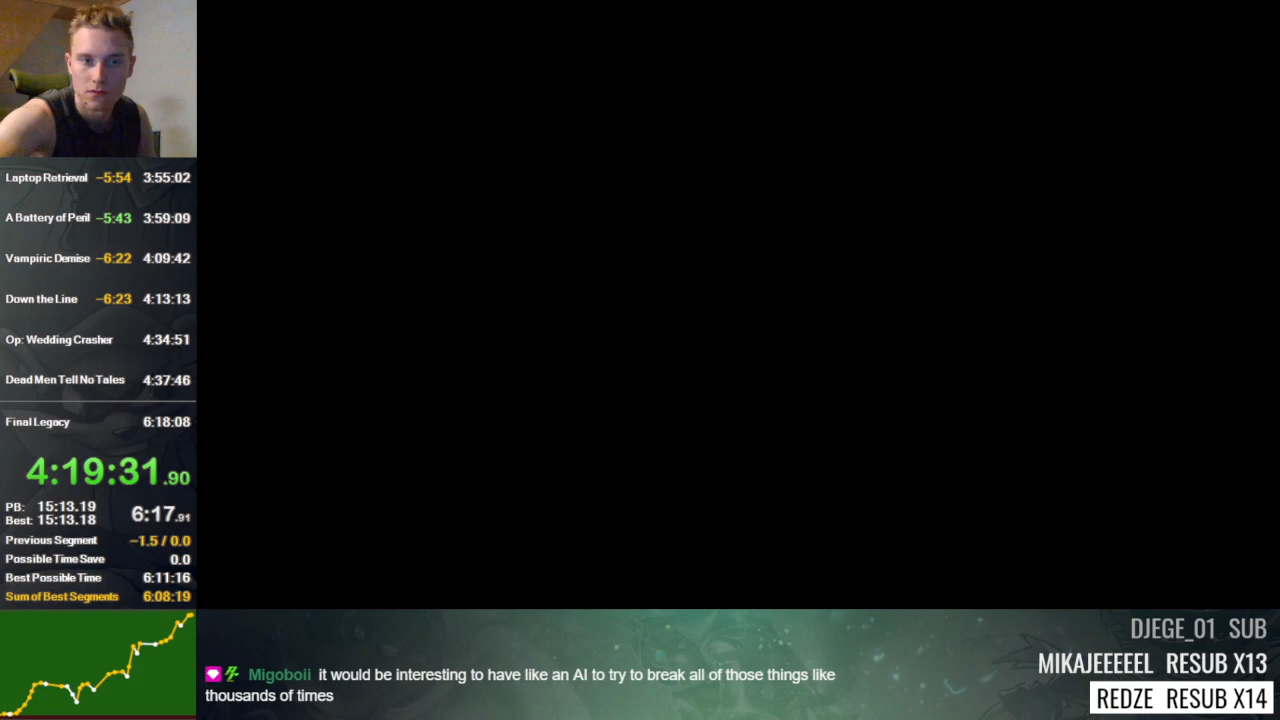 Laptop Retrieval -5:54 3:55:02
A Battery of Peril -5:43 3:59:09
Vampiric Demise -6:22 4:09:42
Down the Line -6:23 4:13:13
Op: Wedding Crasher 4:34:51
Dead Men Tell No Tales 4:37:46
Final Legacy 6:18:08
4:19:31.90
PB: 15:13.19
Best: 15:13.18
6:17.91
Previous Segment -1.5 / 0.0
Possible Time Save 0.0
Best Possible Time 6:11:16
Sum of Best Segments 6:08:19
Migoboii it would be interesting to have like an AI to try to break all of those things like
thousands of times
DJEGE_01 SUB
MIKAJEEEEEL RESUB X13
REDZE RESUB X14